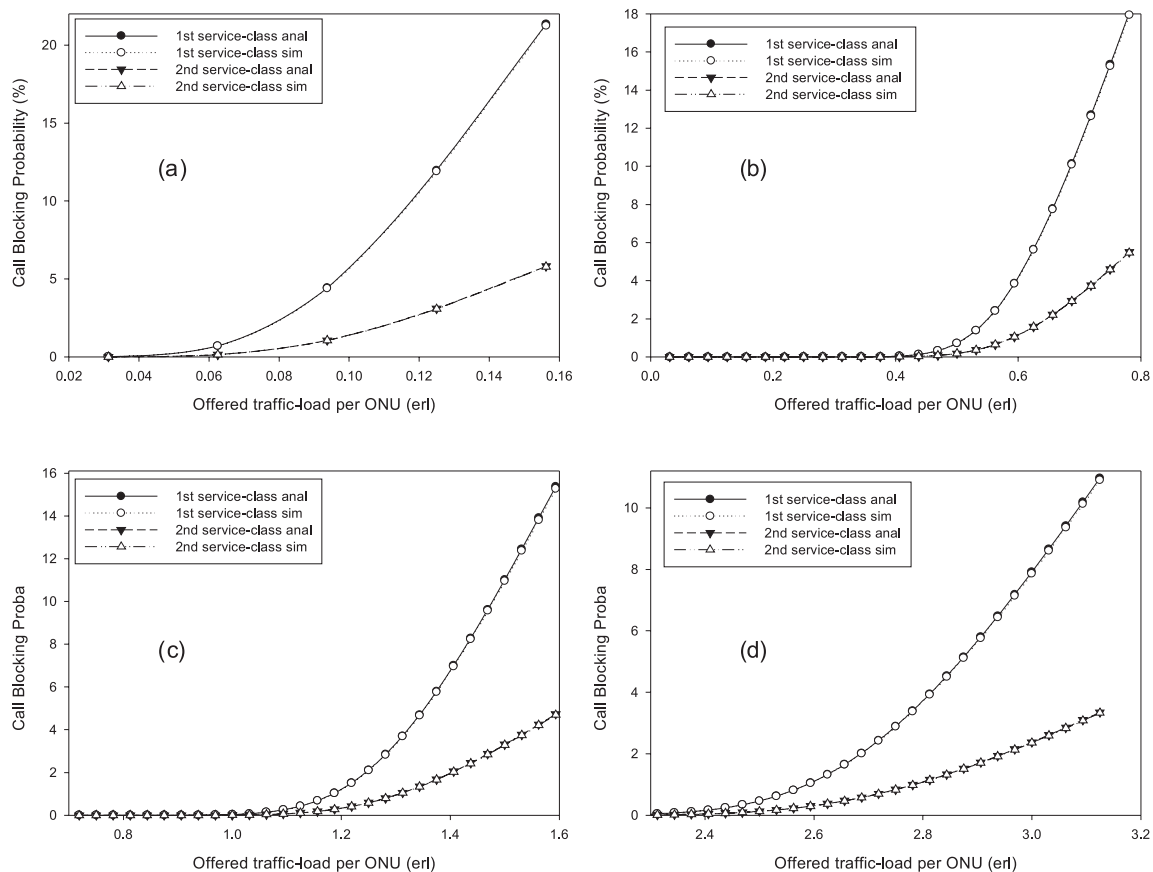 1st service-class anal
1st service-class sim
2nd service-class anal
2nd service-class sim
(a)
Call Blocking Probability (%)
20
15
10
5
0
0.02 0.04 0.06 0.08 0.10 0.12 0.14 0.16
Offered traffic-load per ONU (erl)
1st service-class anal
1st service-class sim
2nd service-class anal
2nd service-class sim
(b)
Call Blocking Probability (%)
18
16
14
12
10
8
6
4
2
0
0.0 0.2 0.4 0.6 0.8
Offered traffic-load per ONU (erl)
1st service-class anal
1st service-class sim
2nd service-class anal
2nd service-class sim
(c)
Call Blocking Proba
16
14
12
10
8
6
4
2
0
0.8 1.0 1.2 1.4 1.6
Offered traffic-load per ONU (erl)
1st service-class anal
1st service-class sim
2nd service-class anal
2nd service-class sim
(d)
Call Blocking Proba
10
8
6
4
2
0
2.4 2.6 2.8 3.0 3.2
Offered traffic-load per ONU (erl)